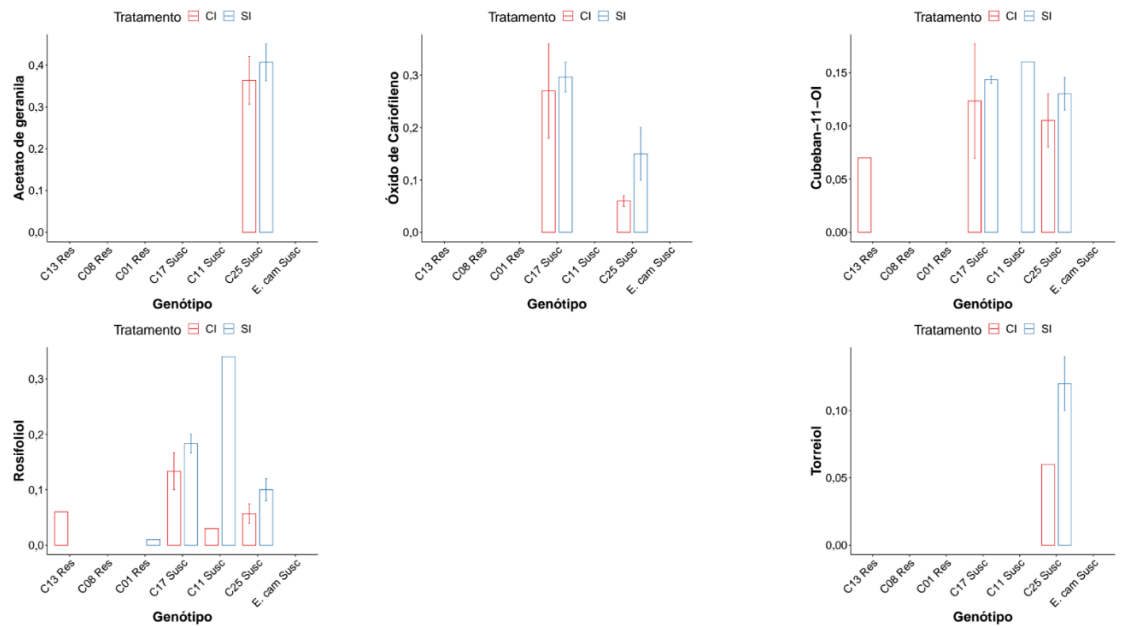 Tratamento CI SI
Acetato de geranila
0,4
0,3
0,2
0,1
0,0
C13 Res
C08 Res
C01 Res
C17 Susc
C11 Susc
C25 Susc
E. cam Susc
Genótipo
Tratamento CI SI
Óxido de Cariofileno
0,3
0,2
0,1
0,0
C13 Res
C08 Res
C01 Res
C17 Susc
C11 Susc
C25 Susc
E. cam Susc
Genótipo
Tratamento CI SI
Cubeban−11−Ol
0.15
0.10
0,05
0.00
C13 Res
C08 Res
C01 Res
C17 Susc
C11 Susc
C25 Susc
E. cam Susc
Genótipo
Tratamento CI SI
Rosifoliol
0,3
0,2
0,1
0,0
C13 Res
C08 Res
C01 Res
C17 Susc
C11 Susc
C25 Susc
E. cam Susc
Genótipo
Tratamento CI SI
Torreiol
0,10
0,05
0.00
C13 Res
C08 Res
C01 Res
C17 Susc
C11 Susc
C25 Susc
E. cam Susc
Genótipo